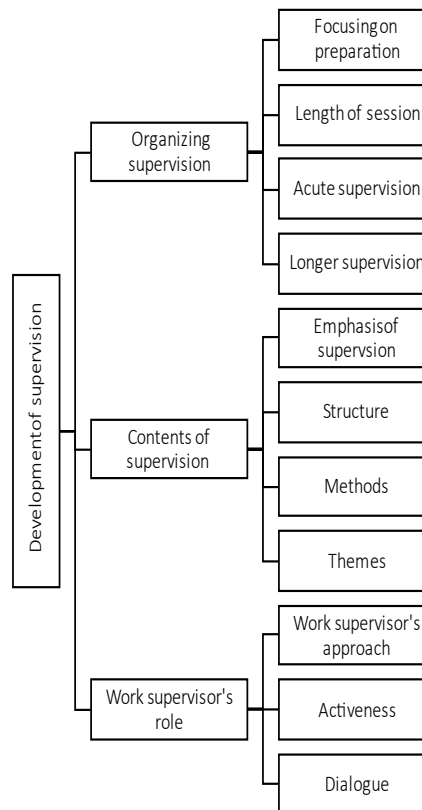 Developmentof supervision
Organizing
supervision
Focusingon
preparation
Length of session
Acute supervision
Longer supervision
Contents of
supervision
Emphasisof
supervsion
Structure
Methods
Themes
Work supervisor's
role
Work supervisor's
approach
Activeness
Dialogue